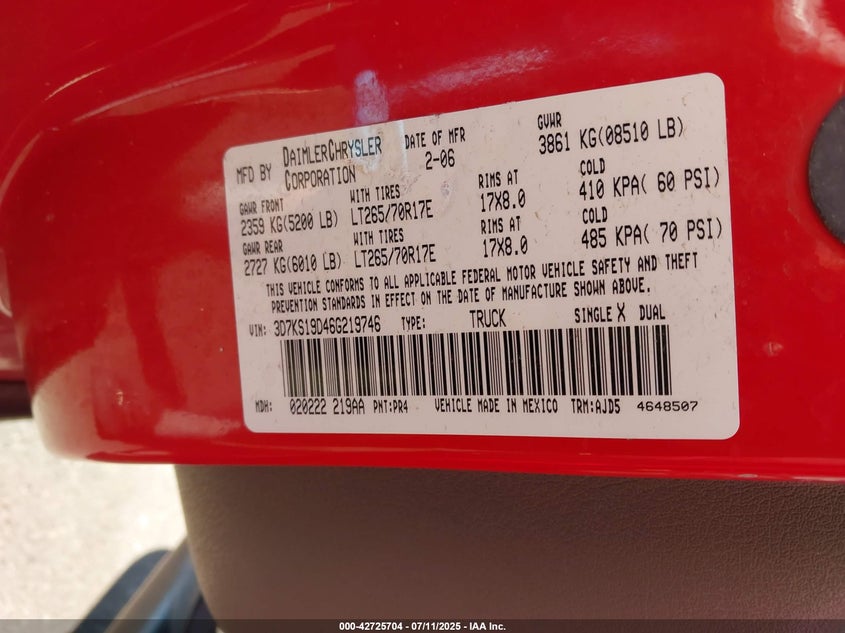 MFD BY DAIMLERCHRYSLER CORPORATION DATE OF MFR 2-06 GVWR 3861 KG(08510 LB)
GAWR FRONT WITH TIRES RIMS AT COLD
2359 KG(5200 LB) LT265/70R17E 17X8.0 410 KPA( 60 PSI)
GAWR REAR WITH TIRES RIMS AT COLD
2727 KG(6010 LB) LT265/70R17E 17X8.0 485 KPA( 70 PSI)
THIS VEHICLE CONFORMS TO ALL APPLICABLE FEDERAL MOTOR VEHICLE SAFETY AND THEFT
PREVENTION STANDARDS IN EFFECT ON THE DATE OF MANUFACTURE SHOWN ABOVE.
VIN: 3D7KS19D46G219746 TYPE: TRUCK SINGLE X DUAL
MDH: 020222 219AA PNT:PR4 VEHICLE MADE IN MEXICO TRM:AJD5 4648507
000-42725704 - 07/11/2025 - IAA Inc.